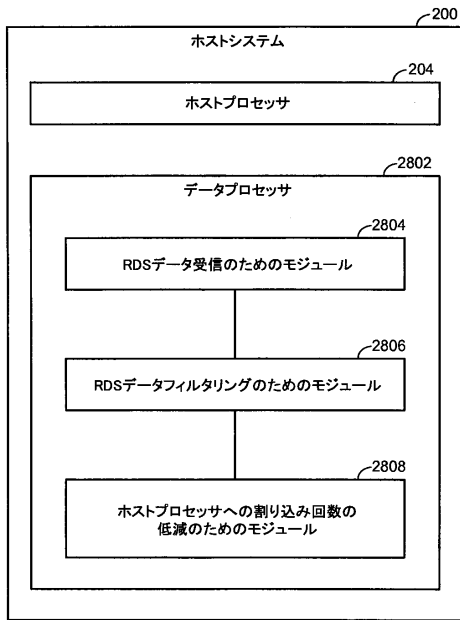 200
ホストシステム
204
ホストプロセッサ
2802
データプロセッサ
2804
RDSデータ受信のためのモジュール
2806
RDSデータフィルタリングのためのモジュール
2808
ホストプロセッサへの割り込み回数の
低減のためのモジュール